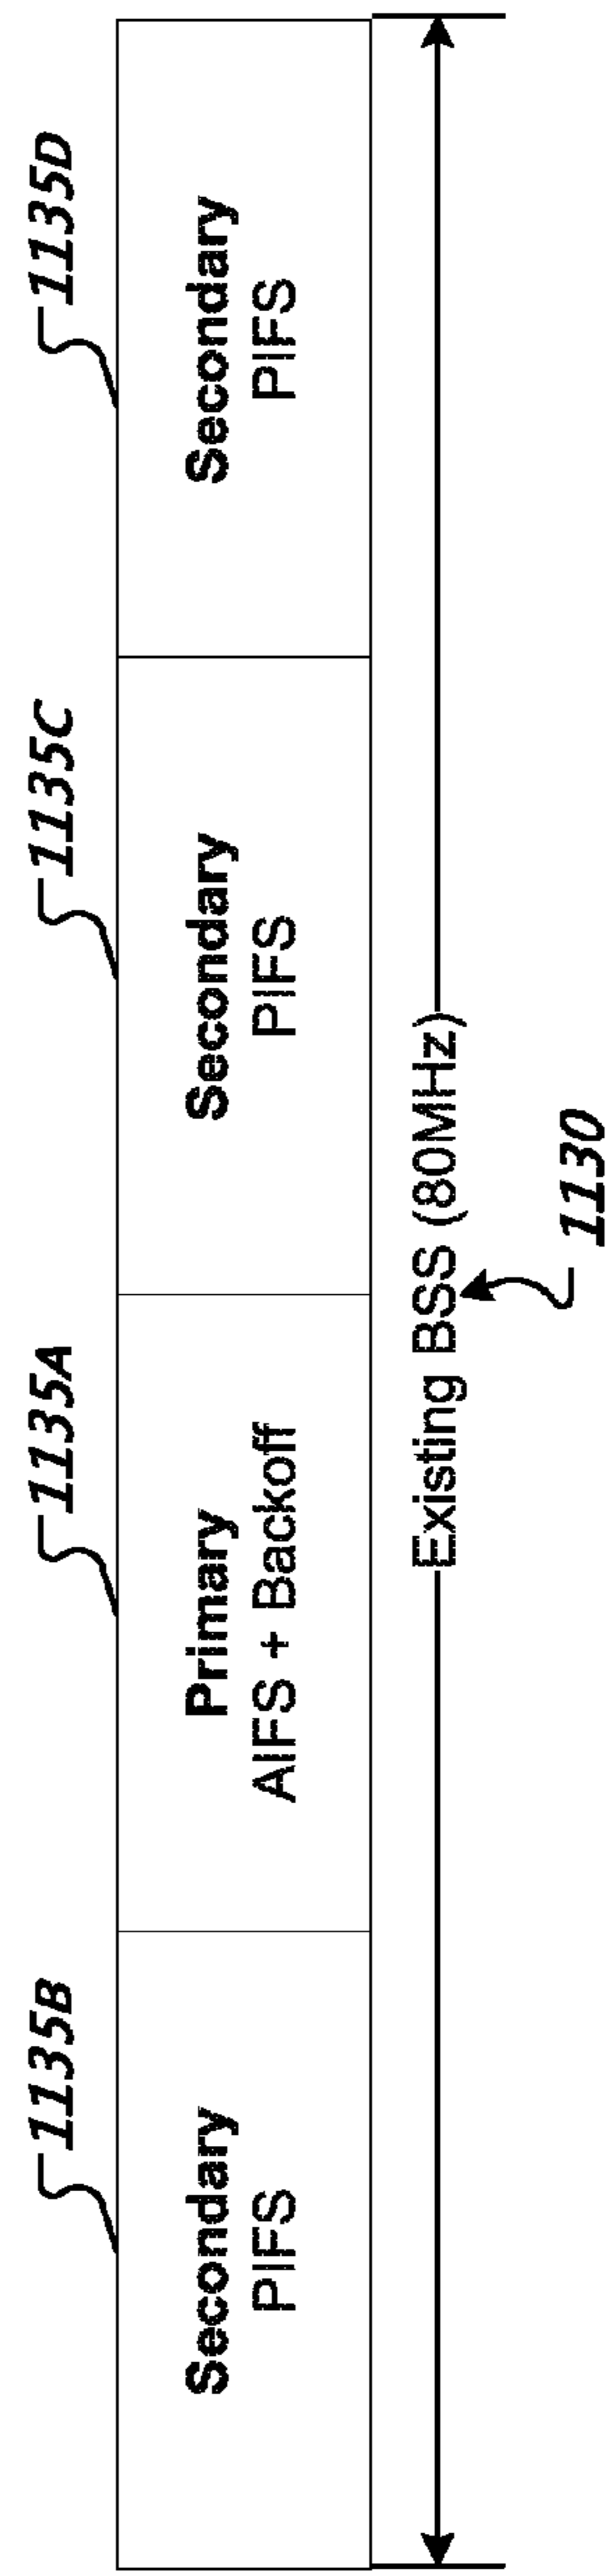 1135B
1135A
1135C
1135D
Secondary
PIFS
Primary
AIFS + Backoff
Secondary
PIFS
Secondary
PIFS
Existing BSS (80MHz)
1130